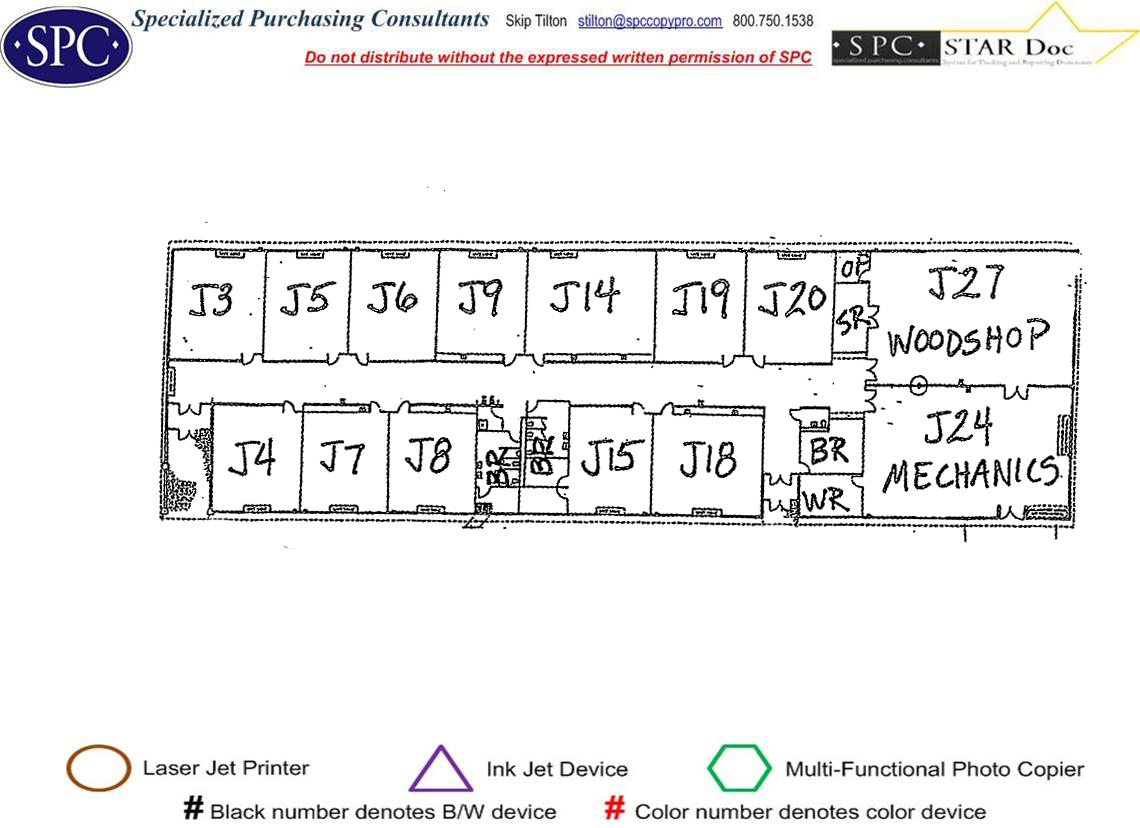 Specialized Purchasing Consultants Skip Tilton stilton@spccopypro.com 800.750.1538
·SPC·
Do not distribute without the expressed written permission of SPC
·SPC· STAR Doc
specialized purchasing consultants System for Tracking and Reporting Documents
J3 J5 J6 J9 J14 J19 J20 OF J27
SR WOODSHOP
J4 J7 J8 BR BR J15 J18 BR J24
WR MECHANICS
Laser Jet Printer Ink Jet Device Multi-Functional Photo Copier
# Black number denotes B/W device # Color number denotes color device